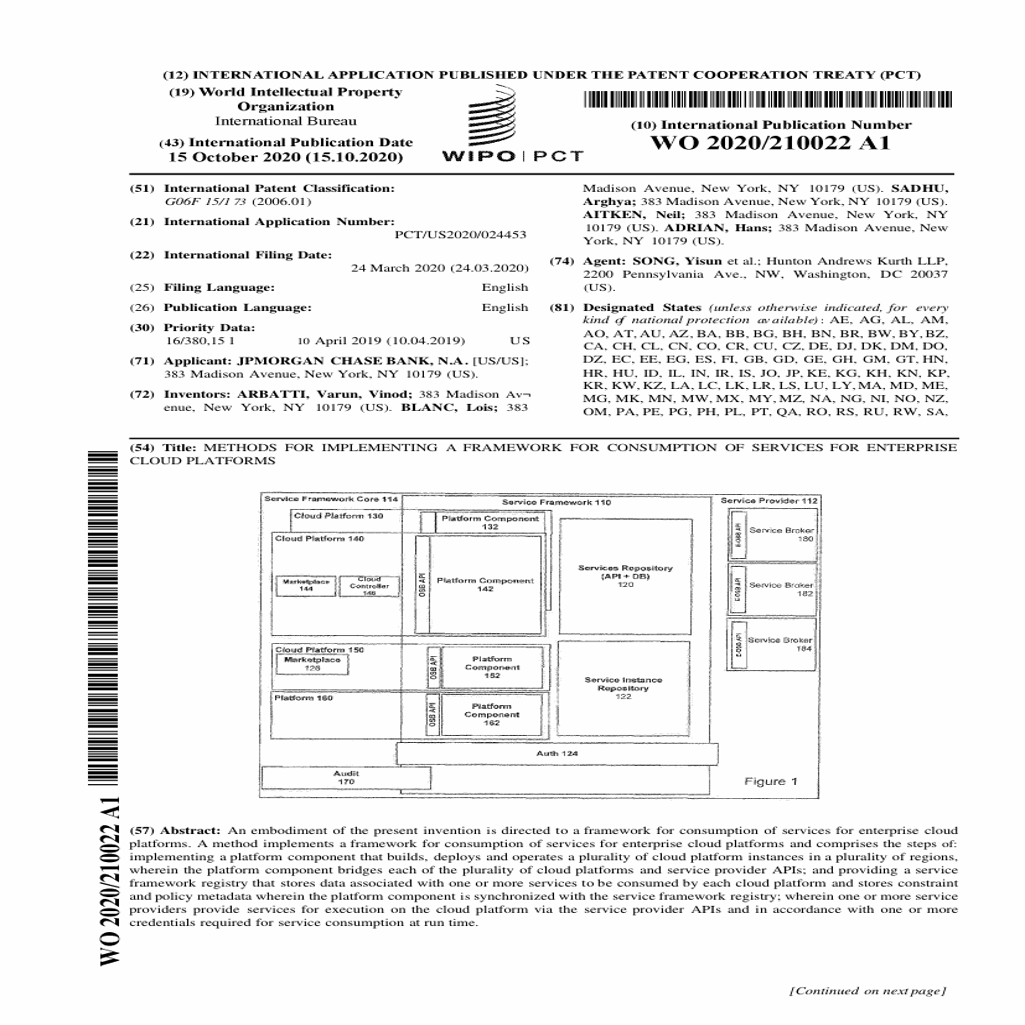 (12) INTERNATIONAL APPLICATION PUBLISHED UNDER THE PATENT COOPERATION TREATY (PCT)
(19) World Intellectual Property
Organization
International Bureau
(43) International Publication Date
15 October 2020 (15.10.2020)
WIPO | PCT
(10) International Publication Number
WO 2020/210022 A1
(51) International Patent Classification:
G06F 15/1 73 (2006.01)
(21) International Application Number:
PCT/US2020/024453
(22) International Filing Date:
24 March 2020 (24.03.2020)
(25) Filing Language: English
(26) Publication Language: English
(30) Priority Data:
16/380,15 1 10 April 2019 (10.04.2019) US
(71) Applicant: JPMORGAN CHASE BANK, N.A. [US/US];
383 Madison Avenue, New York, NY 10179 (US).
(72) Inventors: ARBATTI, Varun, Vinod; 383 Madison Av¬
enue, New York, NY 10179 (US). BLANC, Lois; 383
Madison Avenue, New York, NY 10179 (US). SADHU,
Arghya; 383 Madison Avenue, New York, NY 10179 (US).
AITKEN, Neil; 383 Madison Avenue, New York, NY
10179 (US). ADRIAN, Hans; 383 Madison Avenue, New
York, NY 10179 (US).
(74) Agent: SONG, Yisun et al.; Hunton Andrews Kurth LLP,
2200 Pennsylvania Ave., NW, Washington, DC 20037
(US).
(81) Designated States (unless otherwise indicated, for every
kind of national protection available): AE, AG, AL, AM,
AO, AT, AU, AZ, BA, BB, BG, BH, BN, BR, BW, BY, BZ,
CA, CH, CL, CN, CO, CR, CU, CZ, DE, DJ, DK, DM, DO,
DZ, EC, EE, EG, ES, FI, GB, GD, GE, GH, GM, GT, HN,
HR, HU, ID, IL, IN, IR, IS, JO, JP, KE, KG, KH, KN, KP,
KR, KW, KZ, LA, LC, LK, LR, LS, LU, LY, MA, MD, ME,
MG, MK, MN, MW, MX, MY, MZ, NA, NG, NI, NO, NZ,
OM, PA, PE, PG, PH, PL, PT, QA, RO, RS, RU, RW, SA,
(54) Title: METHODS FOR IMPLEMENTING A FRAMEWORK FOR CONSUMPTION OF SERVICES FOR ENTERPRISE
CLOUD PLATFORMS
Service Framework Core 114
Service Framework 110
Service Provider 112
Cloud Platform 130
Platform Component
132
Cloud Platform 140
Marketplace
144
Cloud
Controller
146
OSB API
Platform Component
142
Services Repository
(API + DB)
120
E-OSB API
Service Broker
180
E-OSB API
Service Broker
182
E-OSB API
Service Broker
184
Cloud Platform 150
Marketplace
128
OSB API
Platform
Component
152
Service Instance
Repository
122
Platform 160
OSB API
Platform
Component
162
Auth 124
Audit
170
Figure 1
WO 2020/210022 A1
(57) Abstract: An embodiment of the present invention is directed to a framework for consumption of services for enterprise cloud
platforms. A method implements a framework for consumption of services for enterprise cloud platforms and comprises the steps of:
implementing a platform component that builds, deploys and operates a plurality of cloud platform instances in a plurality of regions,
wherein the platform component bridges each of the plurality of cloud platforms and service provider APIs; and providing a service
framework registry that stores data associated with one or more services to be consumed by each cloud platform and stores constraint
and policy metadata wherein the platform component is synchronized with the service framework registry; wherein one or more service
providers provide services for execution on the cloud platform via the service provider APIs and in accordance with one or more
credentials required for service consumption at run time.
[Continued on next page]